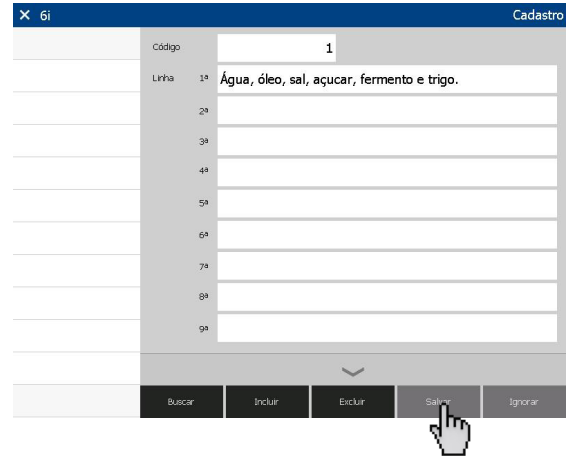 ✕ 6i Cadastro
Código 1
Linha 1ª Água, óleo, sal, açucar, fermento e trigo.
2ª
3ª
4ª
5ª
6ª
7ª
8ª
9ª
Buscar Incluir Excluir Salvar Ignorar